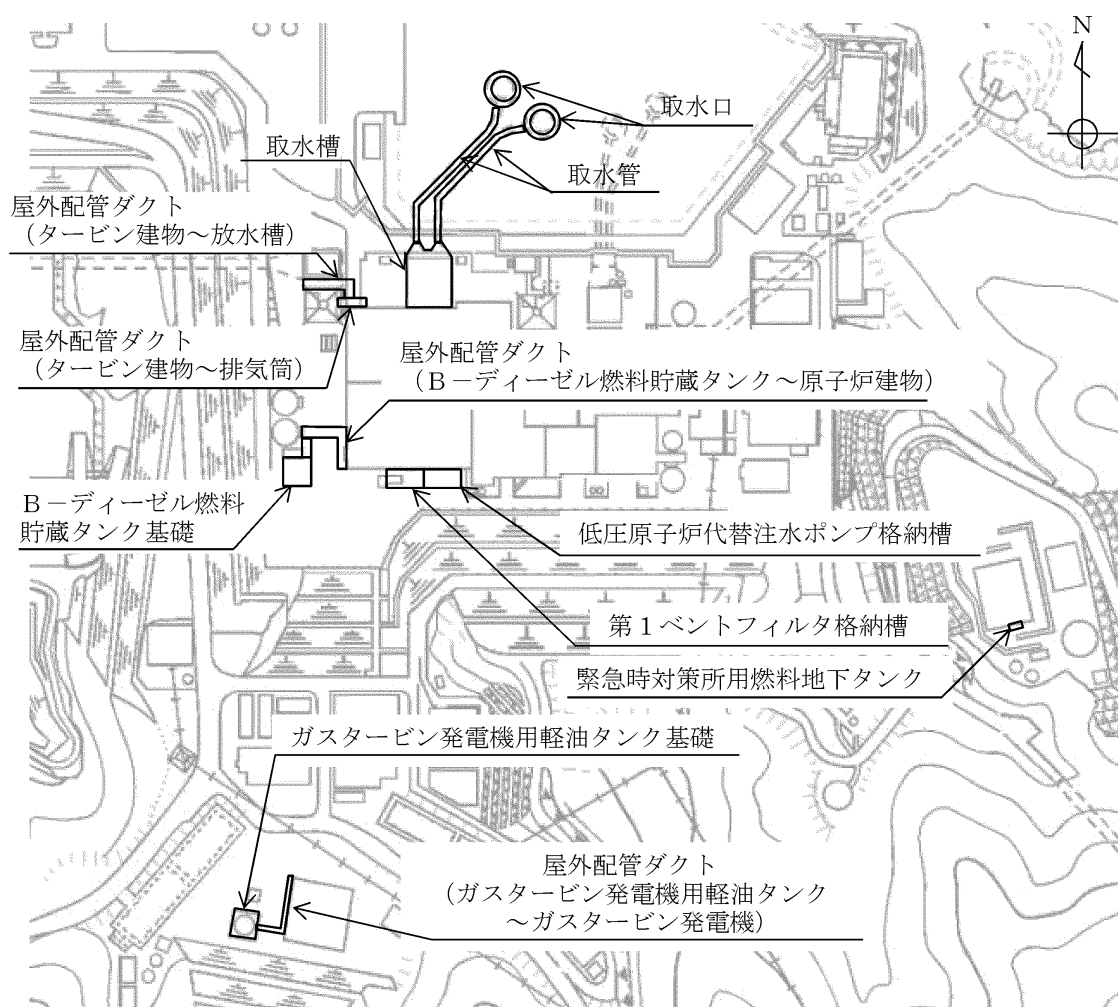 N
取水口
取水槽
取水管
屋外配管ダクト
（タービン建物～放水槽）
屋外配管ダクト
（タービン建物～排気筒）
屋外配管ダクト
（Ｂ－ディーゼル燃料貯蔵タンク～原子炉建物）
Ｂ－ディーゼル燃料
貯蔵タンク基礎
低圧原子炉代替注水ポンプ格納槽
第１ベントフィルタ格納槽
緊急時対策所用燃料地下タンク
ガスタービン発電機用軽油タンク基礎
屋外配管ダクト
（ガスタービン発電機用軽油タンク
～ガスタービン発電機）